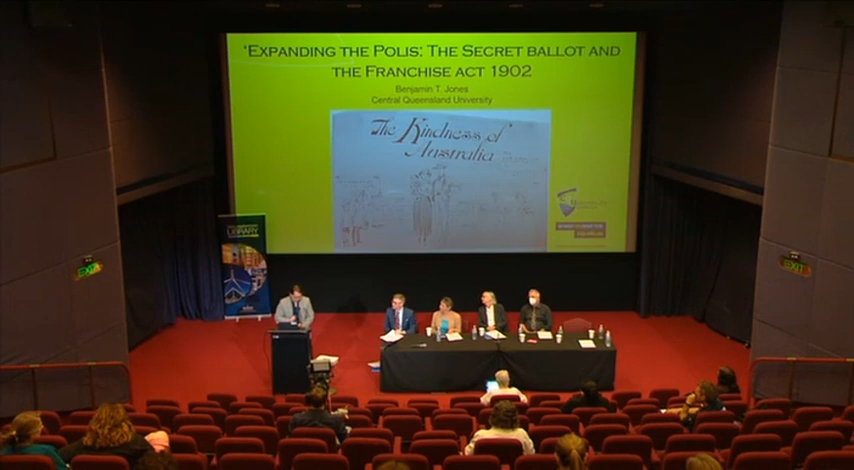 'EXPANDING THE POLIS: THE SECRET BALLOT AND
THE FRANCHISE ACT 1902
Benjamin T. Jones
Central Queensland University
The Kindness of
Australia
LIBRARY
EXIT
EXIT